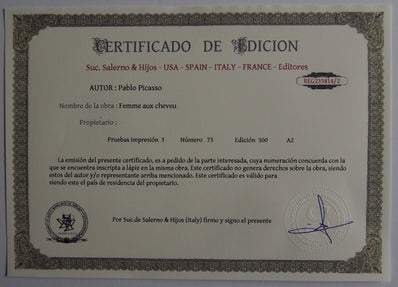 CERTIFICADO DE EDICION
Suc. Salerno & Hijos - USA - SPAIN - ITALY - FRANCE - Editores
REG235814/2
AUTOR : Pablo Picasso
Nombre de la obra : Femme aux cheveu
Propietario :
Pruebas impresión 3 Número 73 Edición 300 A2
La emisión del presente certificado, es a pedido de la parte interesada, cuya numeración concuerda con la
que se encuentra inscripta a lápiz en la misma obra. Este certificado no genera derechos sobre la obra, siendo
estos del autor y/o representante arriba mencionado. Este certificado es válido para
siendo este el país de residencia del propietario.
Por Suc.de Salerno & Hijos (Italy) firmo y signo el presente